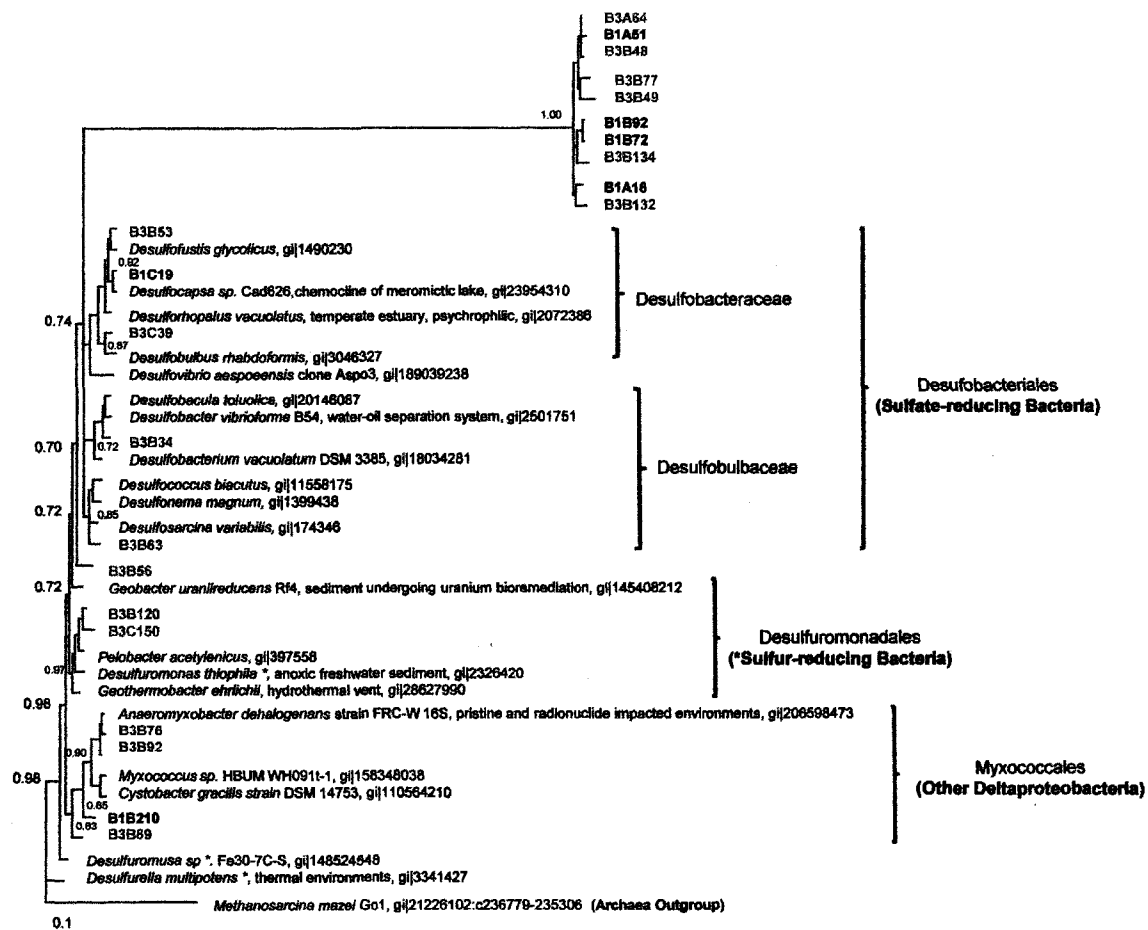 B3A64
B1A51
B3B48
B3B77
B3B49
1.00
B1B92
B1B72
B3B134
B1A16
B3B132
B3B53
Desulfofustis glycolicus, gi|1490230
0.92
B1C19
Desulfocapsa sp. Cad626,chemocline of meromictic lake, gi|23954310
Desulfobacteraceae
Desulforhopalus vacuolatus, temperate estuary, psychrophilic, gi|2072386
0.74
B3C39
0.87
Desulfobulbus rhabdoformis, gi|3046327
Desulfovibrio aespoeensis clone Aspo3, gi|189039238
Desufobacteriales
(Sulfate-reducing Bacteria)
Desulfobacula toluolica, gi|20146067
Desulfobacter vibrioforme B54, water-oil separation system, gi|2501751
0.70
B3B34
0.72
Desulfobacterium vacuolatum DSM 3385, gi|18034281
Desulfobulbaceae
Desulfococcus biacutus, gi|11558175
Desulfonema magnum, gi|1399438
0.72
0.85
Desulfosarcina variabilis, gi|174346
B3B63
B3B56
0.72
Geobacter uraniireducens Rf4, sediment undergoing uranium bioremediation, gi|145408212
B3B120
B3C150
Desulfuromonadales
(*Sulfur-reducing Bacteria)
Pelobacter acetylenicus, gi|397558
0.97
Desulfuromonas thiophila *, anoxic freshwater sediment, gi|2326420
Geothermobacter ehrlichii, hydrothermal vent, gi|28627990
0.98
Anaeromyxobacter dehalogenans strain FRC-W 16S, pristine and radionuclide impacted environments, gi|206598473
B3B76
0.90
B3B92
0.98
Myxococcus sp. HBUM WH091t-1, gi|158348038
Cystobacter gracilis strain DSM 14753, gi|110564210
Myxococcales
(Other Deltaproteobacteria)
0.65
B1B210
0.63
B3B89
Desulfuromusa sp *. Fe30-7C-S, gi|148524548
Desulfurella multipotens *, thermal environments, gi|3341427
Methanosarcina mazei Go1, gi|21226102:c236779-235306 (Archaea Outgroup)
0.1